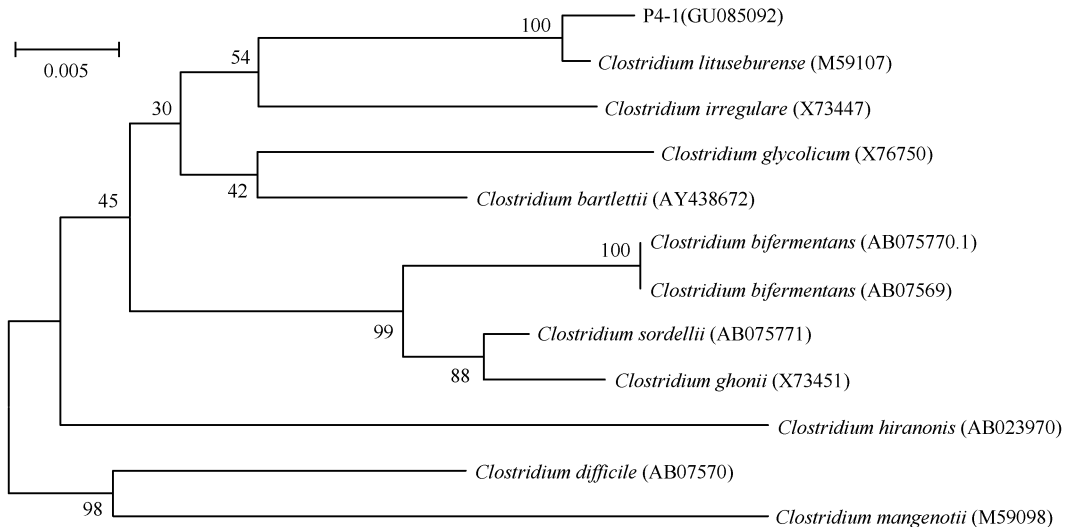 100
P4-1(GU085092)
54
Clostridium lituseburense (M59107)
0.005
30
Clostridium irregulare (X73447)
Clostridium glycolicum (X76750)
42
45
Clostridium bartlettii (AY438672)
100
Clostridium bifermentans (AB075770.1)
Clostridium bifermentans (AB07569)
99
Clostridium sordellii (AB075771)
88
Clostridium ghonii (X73451)
Clostridium hiranonis (AB023970)
Clostridium difficile (AB07570)
98
Clostridium mangenotii (M59098)